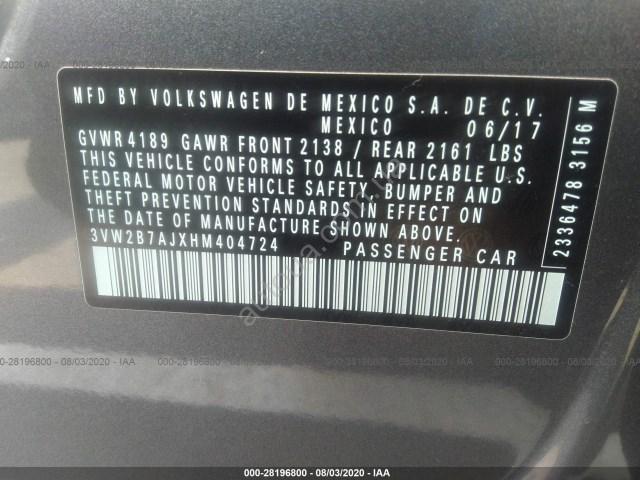 MFD BY VOLKSWAGEN DE MEXICO S.A. DE C.V.
MEXICO 06/17
GVWR 4189 GAWR FRONT 2138 / REAR 2161 LBS
THIS VEHICLE CONFORMS TO ALL APPLICABLE U.S.
FEDERAL MOTOR VEHICLE SAFETY, BUMPER AND
THEFT PREVENTION STANDARDS IN EFFECT ON
THE DATE OF MANUFACTURE SHOWN ABOVE.
3VW2B7AJXHM404724 PASSENGER CAR
2336478 3156 M
000-28196800 - 08/03/2020 - IAA